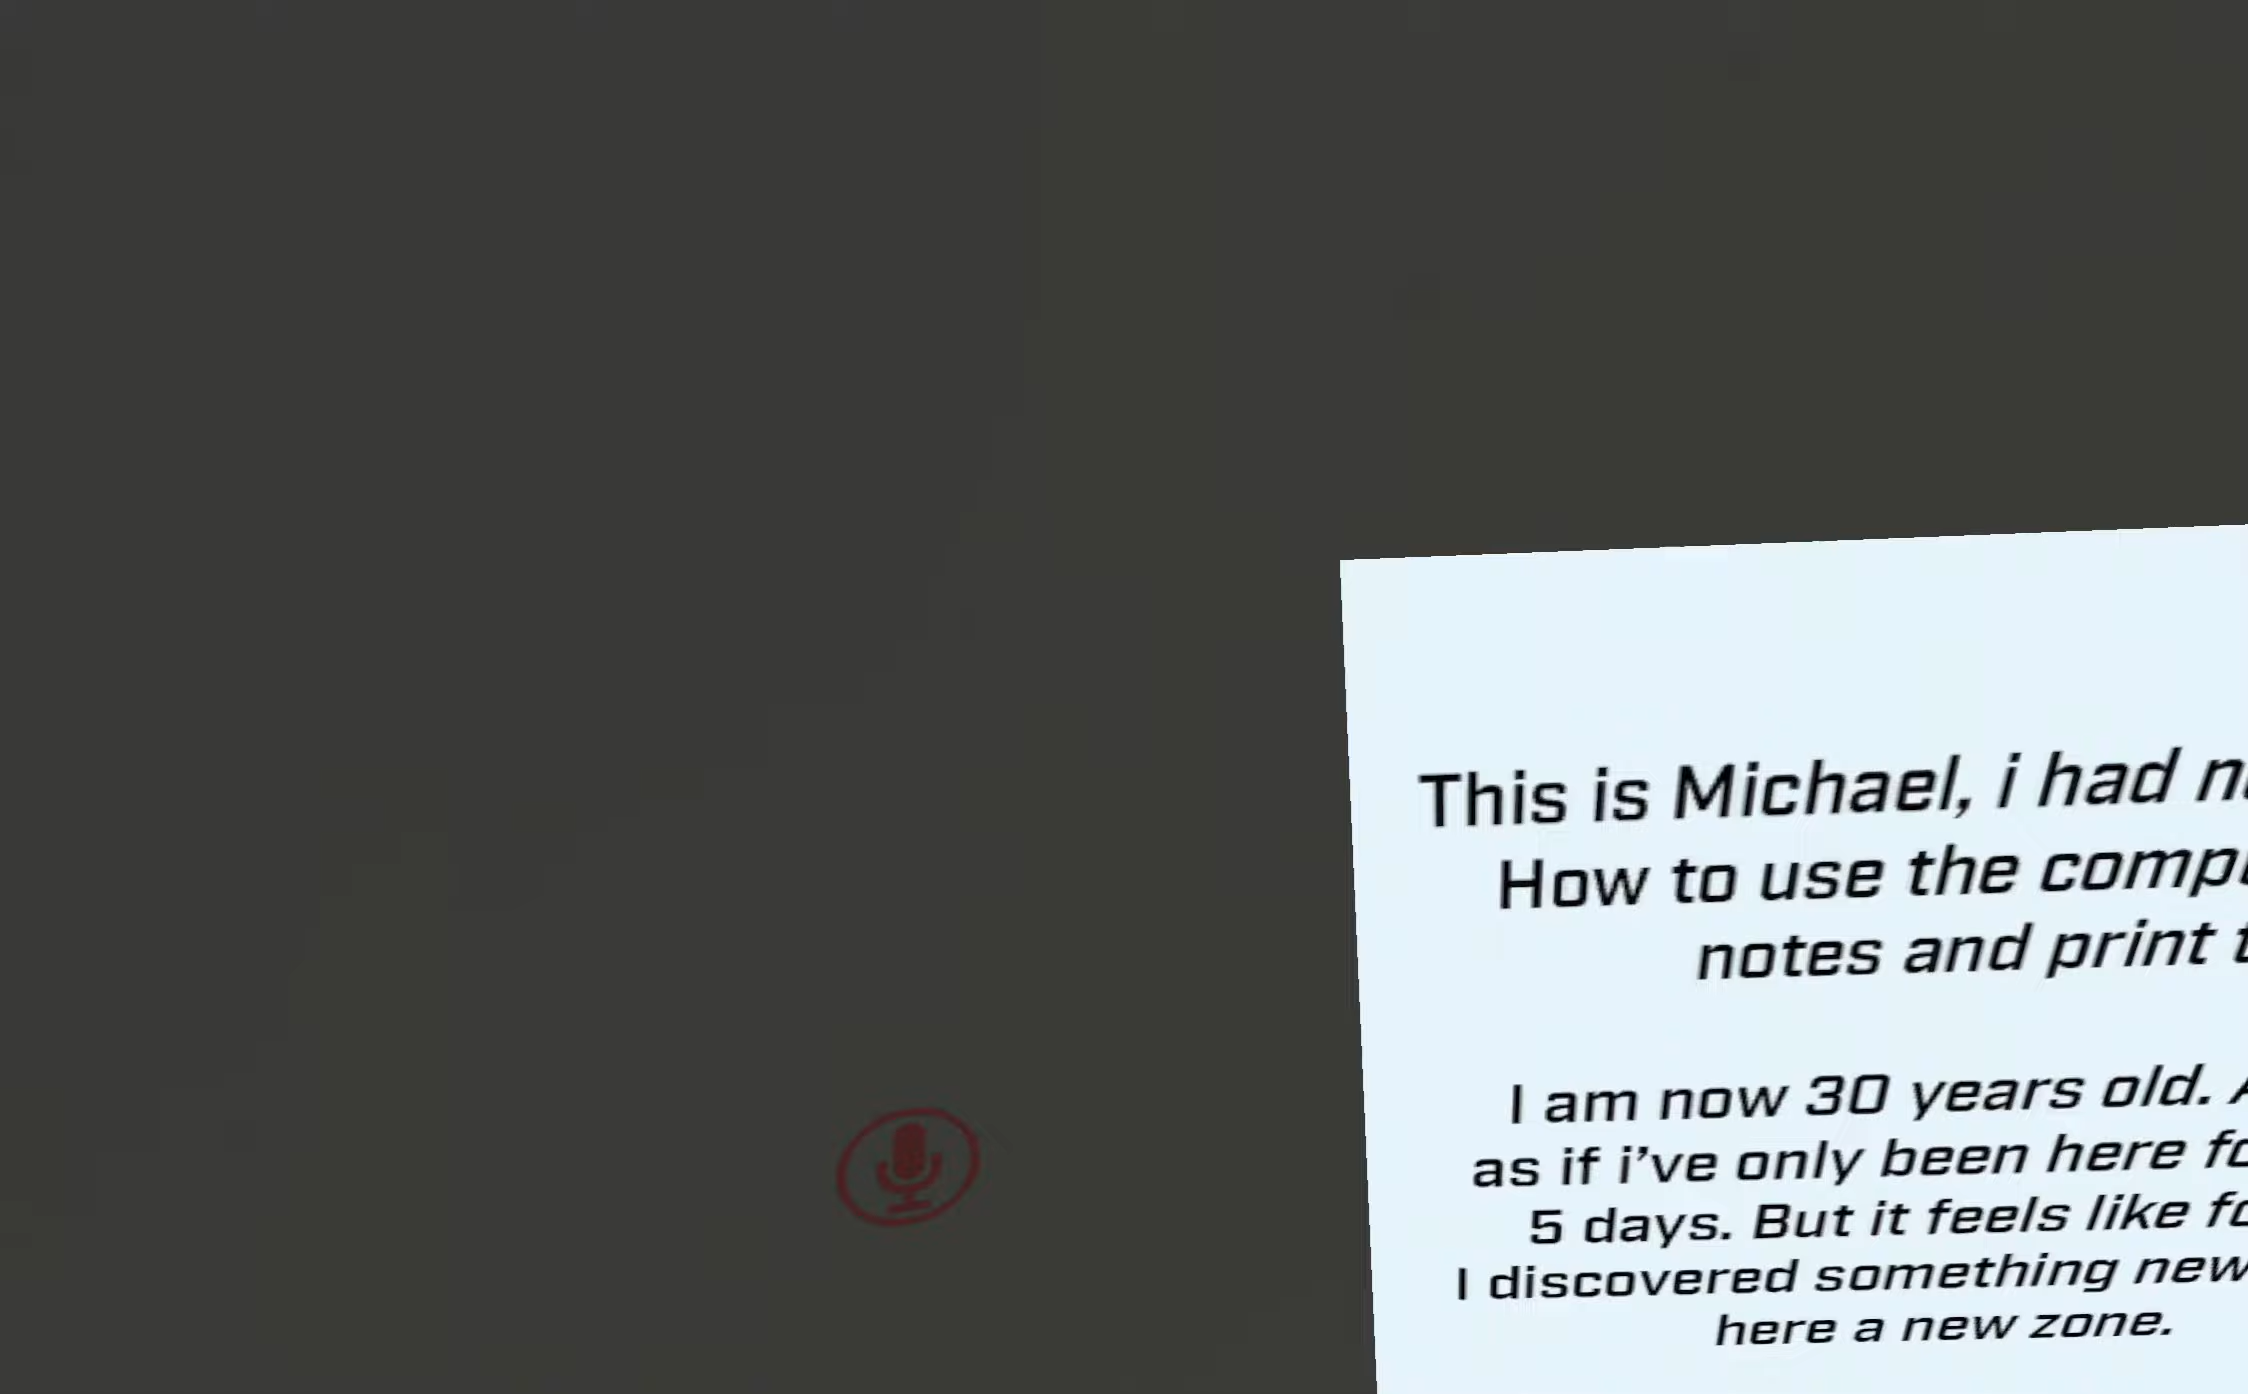 This is Michael, i had
How to use the
notes and print
I am now 30 years old.
as if i've only been here
5 days. But it feels like
I discovered something new
here a new zone.